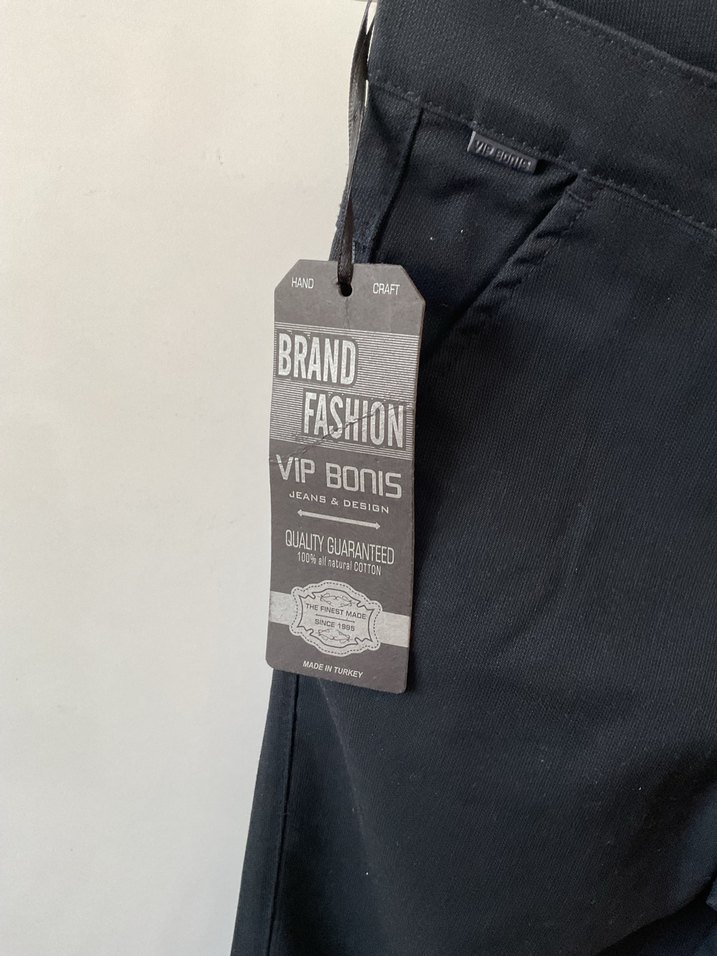 VIP BONIS
HAND CRAFT
BRAND
FASHION
ViP BONIS
JEANS & DESIGN
QUALITY GUARANTEED
100% all natural COTTON
THE FINEST MADE
SINCE 1985
MADE IN TURKEY